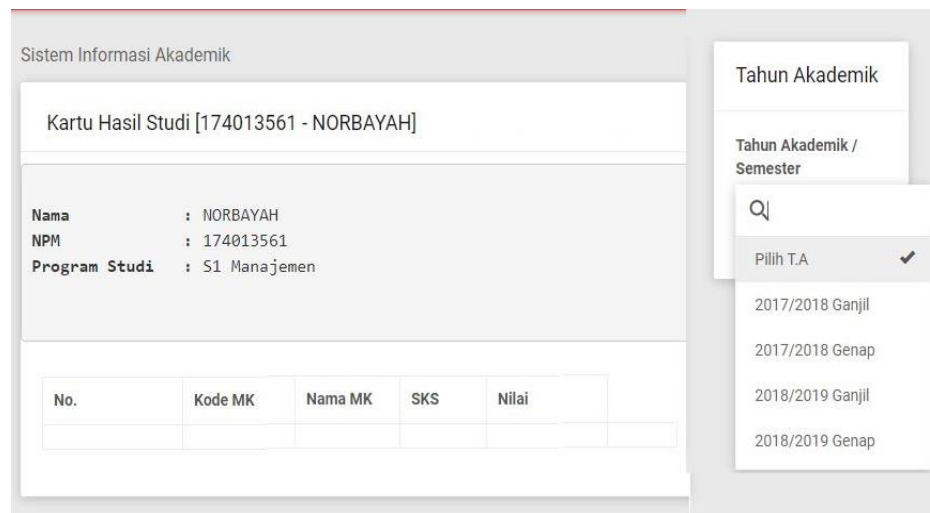 Sistem Informasi Akademik
Kartu Hasil Studi [174013561 - NORBAYAH]
Nama : NORBAYAH
NPM : 174013561
Program Studi : S1 Manajemen
No. Kode MK Nama MK SKS Nilai
Tahun Akademik
Tahun Akademik /
Semester
Pilih T.A
2017/2018 Ganjil
2017/2018 Genap
2018/2019 Ganjil
2018/2019 Genap